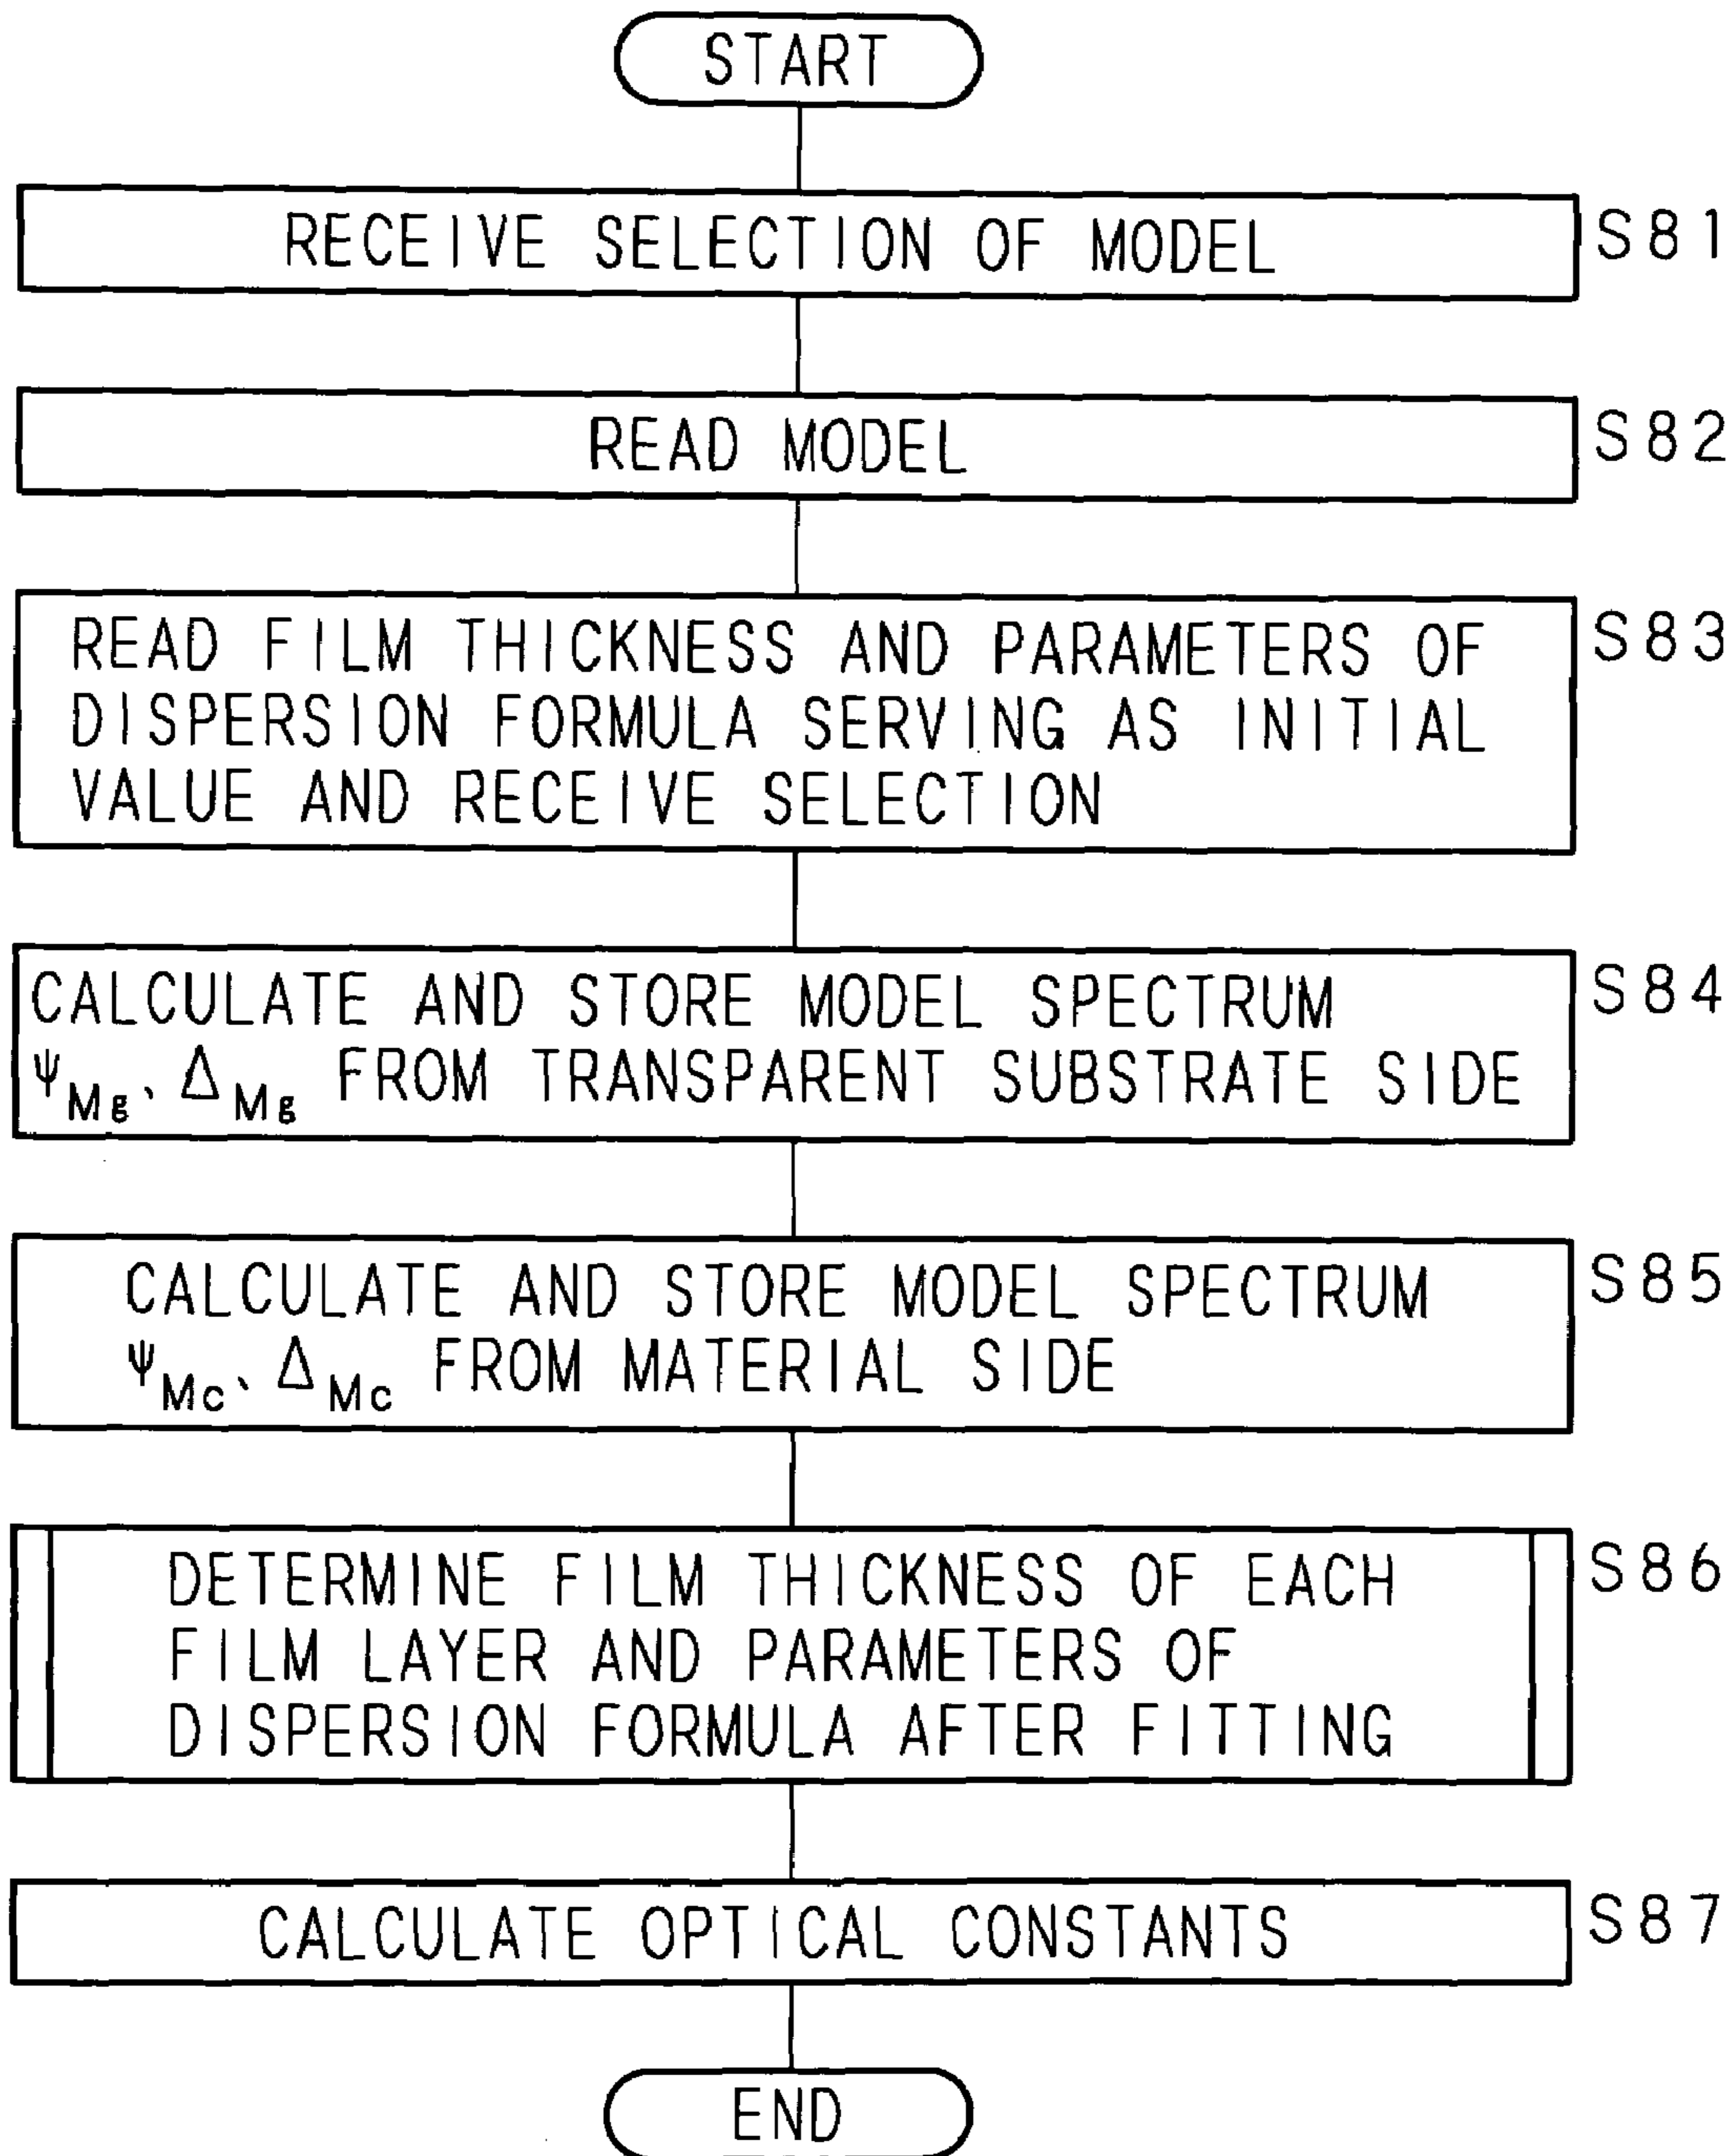 START
RECEIVE SELECTION OF MODEL S81
READ MODEL S82
READ FILM THICKNESS AND PARAMETERS OF S83
DISPERSION FORMULA SERVING AS INITIAL
VALUE AND RECEIVE SELECTION
CALCULATE AND STORE MODEL SPECTRUM S84
ψMg、ΔMg FROM TRANSPARENT SUBSTRATE SIDE
CALCULATE AND STORE MODEL SPECTRUM S85
ψMc、ΔMc FROM MATERIAL SIDE
DETERMINE FILM THICKNESS OF EACH S86
FILM LAYER AND PARAMETERS OF
DISPERSION FORMULA AFTER FITTING
CALCULATE OPTICAL CONSTANTS S87
END